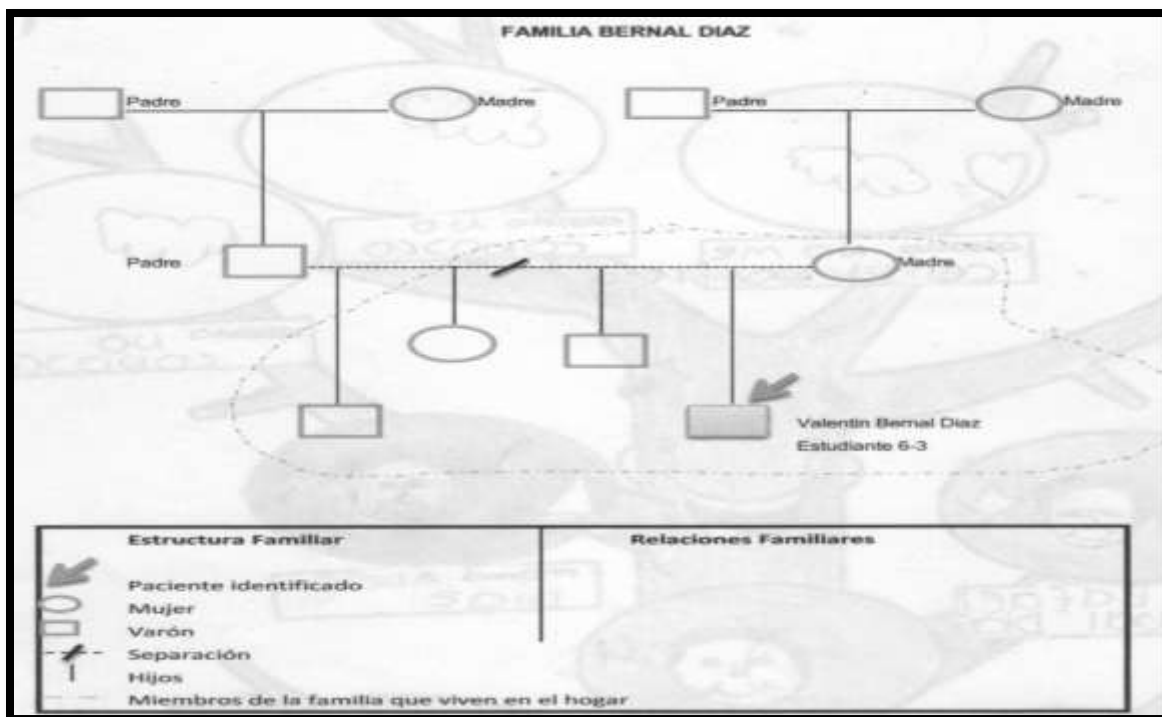 FAMILIA BERNAL DIAZ
Padre Madre Padre Madre
Padre Madre
Valentin Bernal Diaz
Estudiante 6-3
Estructura Familiar Relaciones Familiares
Paciente identificado
Mujer
Varón
Separación
Hijos
Miembros de la familia que viven en el hogar